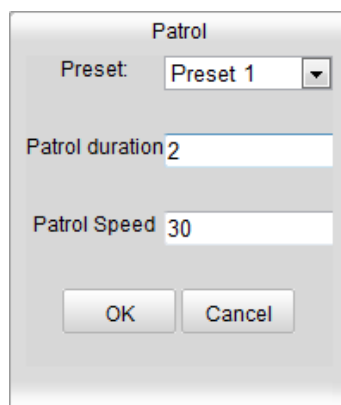 Patrol
Preset: Preset 1
Patrol duration 2
Patrol Speed 30
OK Cancel